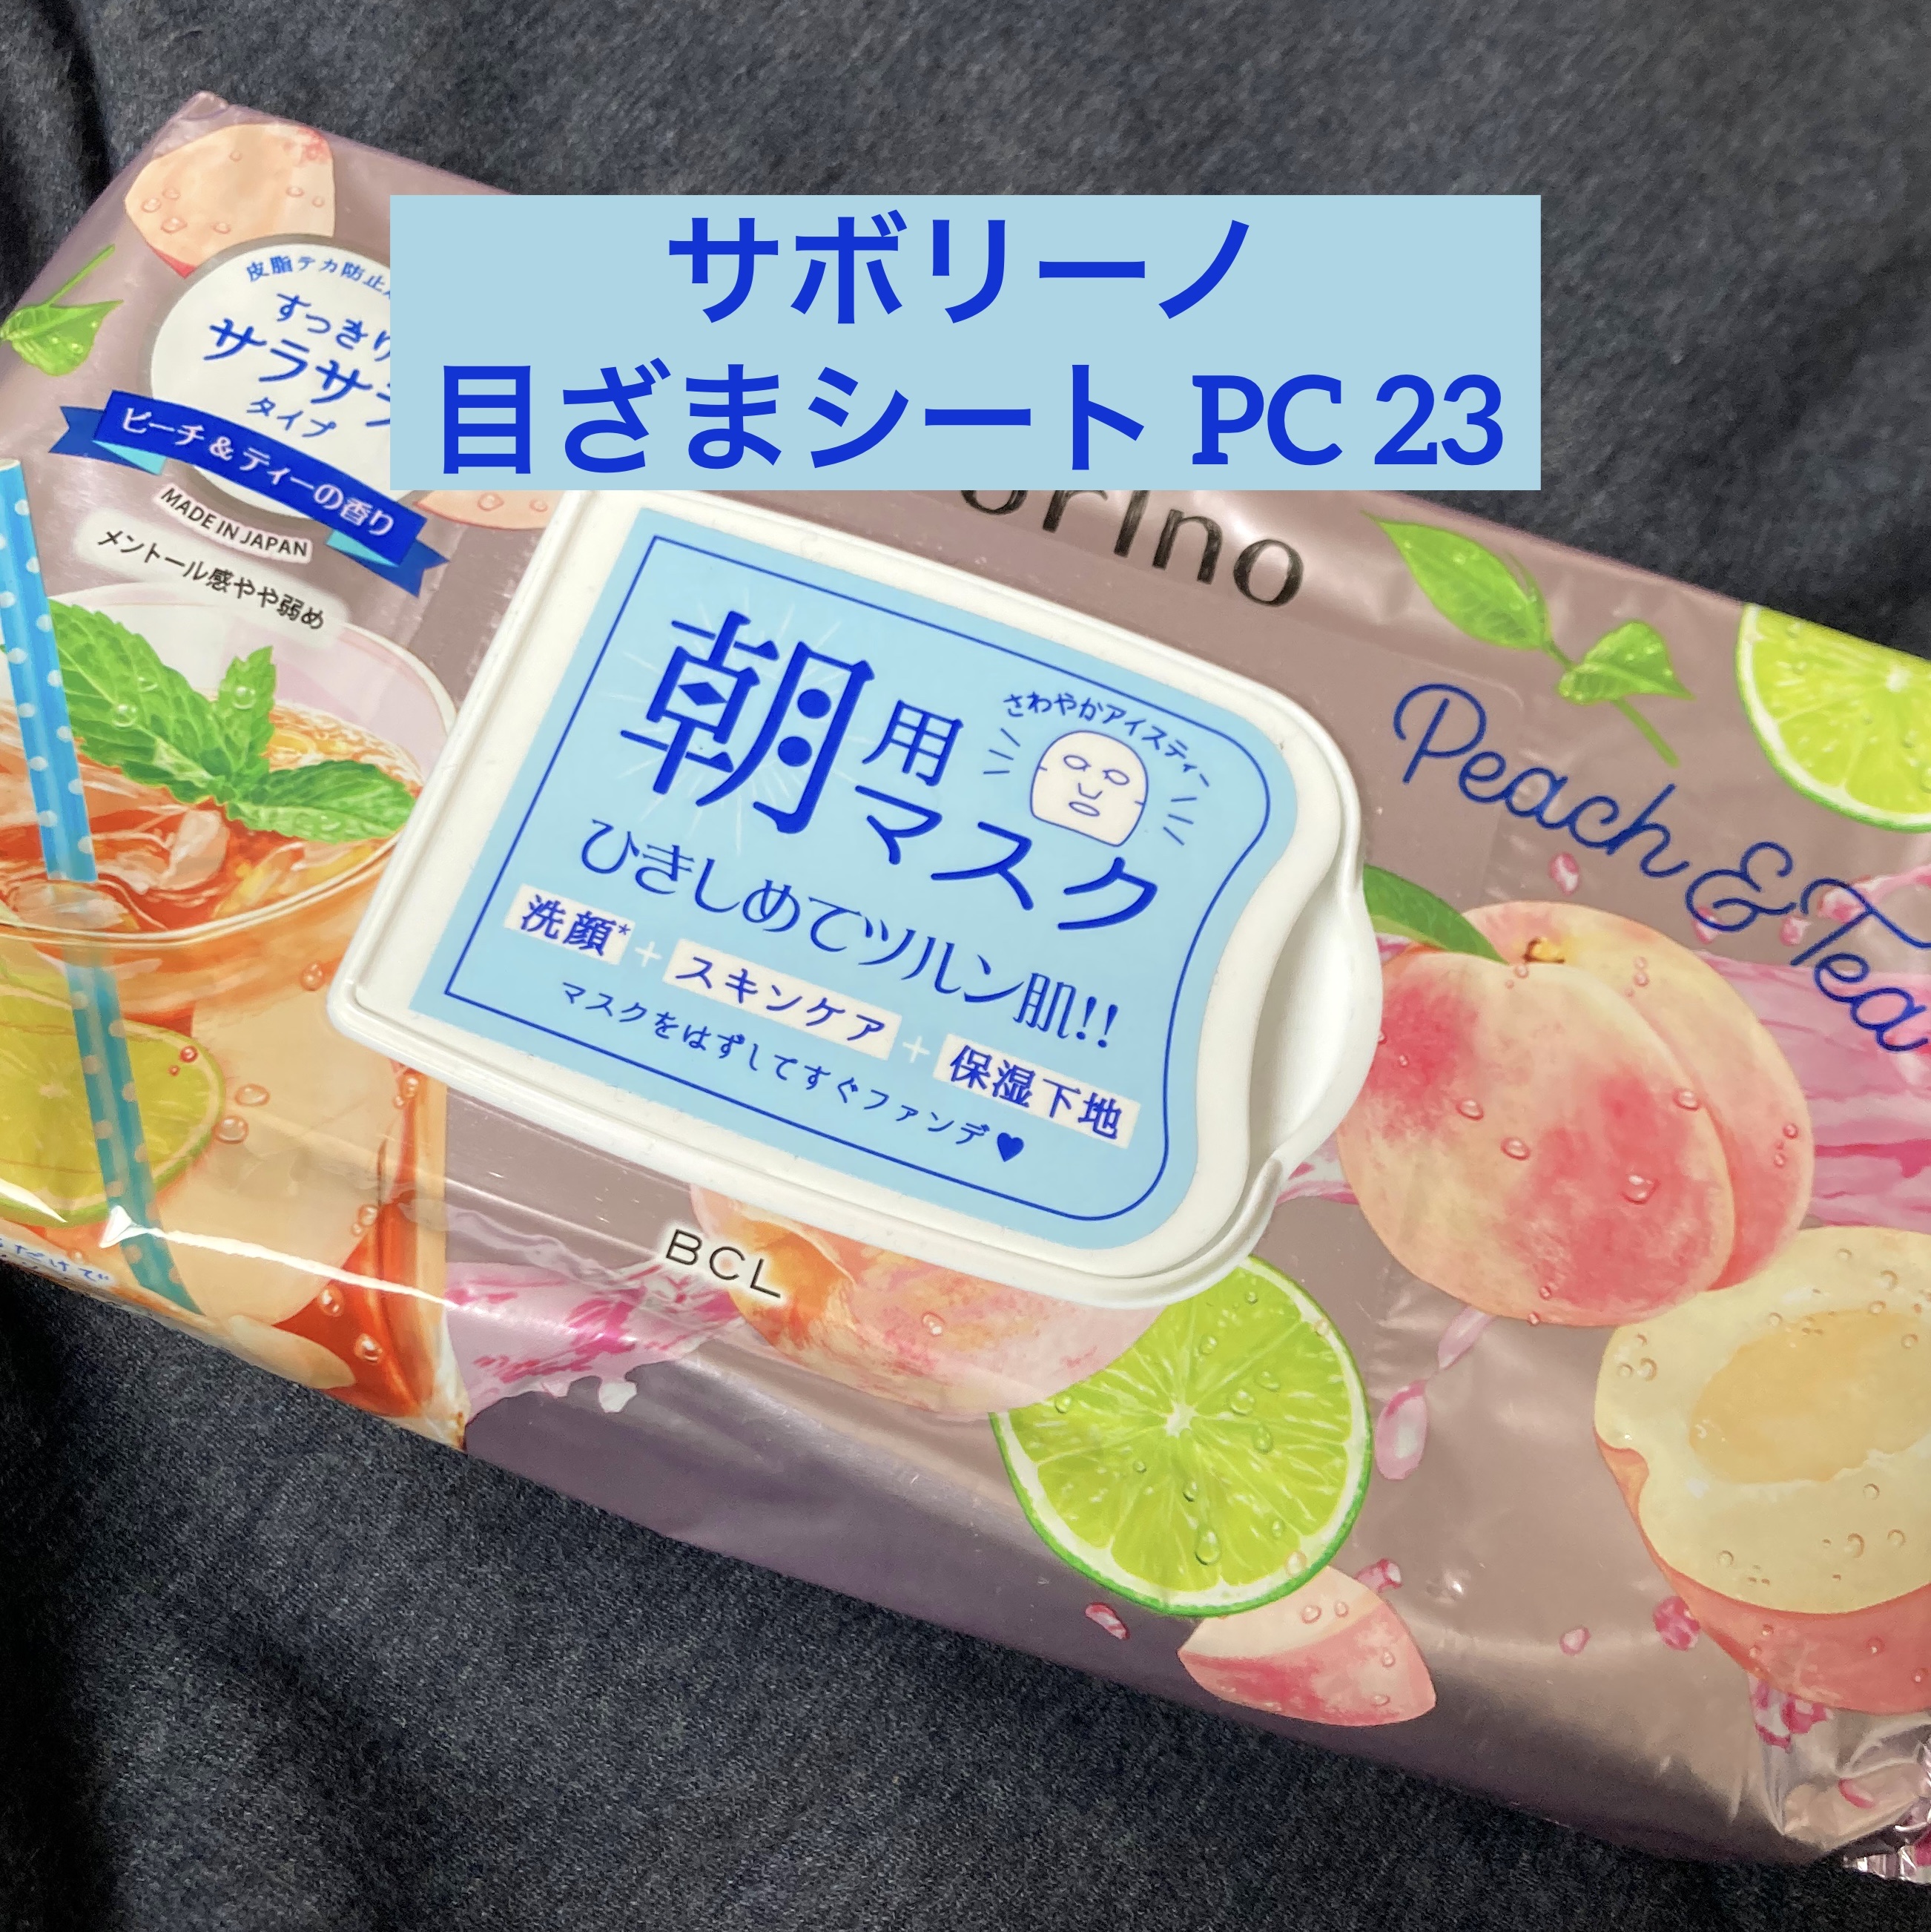 サボリーノ
目ざまシート PC 23
皮脂テカ防止
すっきり
サラサラ
タイプ
ピーチ&ティーの香り
MADE IN JAPAN
メントール感やや弱め
orino
朝用マスク
さわやかアイスティー
ひきしめてツルン肌!!
洗顔*+スキンケア+保湿下地
マスクをはずしてすぐファンデ♥
Peach & Tea
BCL
だけで